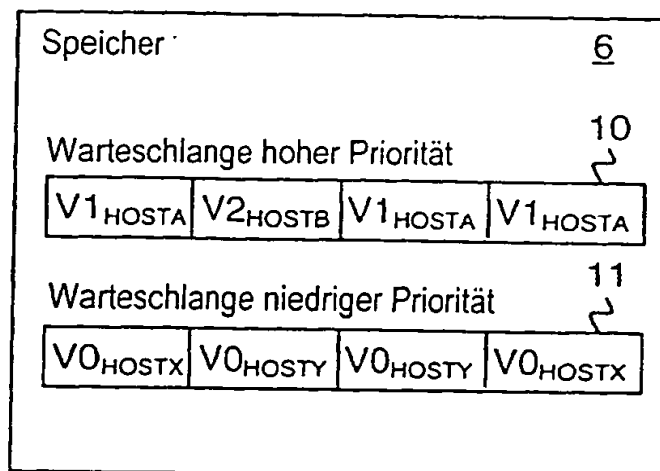 Speicher 6
10
Warteschlange hoher Priorität
V1HOSTA V2HOSTB V1HOSTA V1HOSTA
11
Warteschlange niedriger Priorität
V0HOSTX V0HOSTY V0HOSTY V0HOSTX